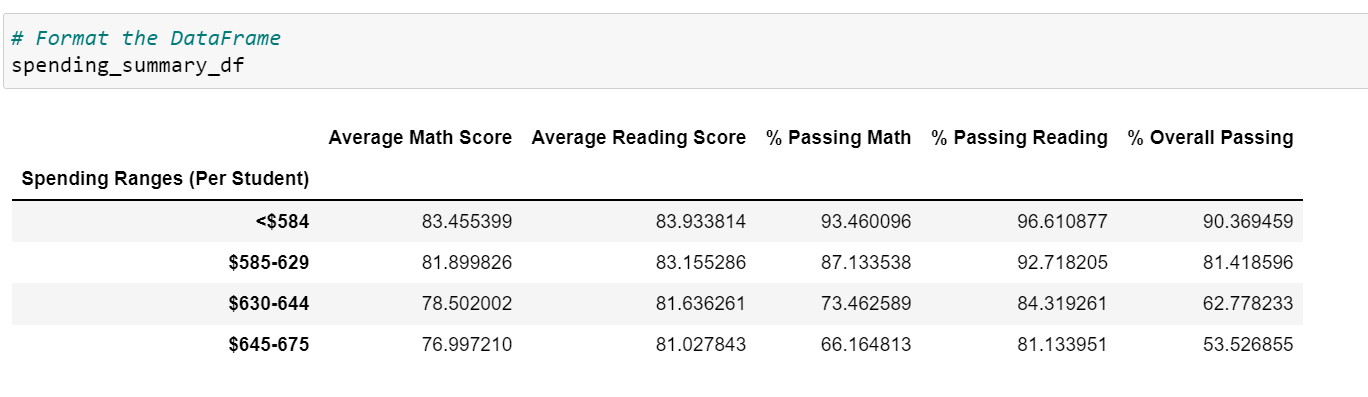 # Format the DataFrame
spending_summary_df
Average Math Score Average Reading Score % Passing Math % Passing Reading % Overall Passing
Spending Ranges (Per Student)
<$584 83.455399 83.933814 93.460096 96.610877 90.369459
$585-629 81.899826 83.155286 87.133538 92.718205 81.418596
$630-644 78.502002 81.636261 73.462589 84.319261 62.778233
$645-675 76.997210 81.027843 66.164813 81.133951 53.526855